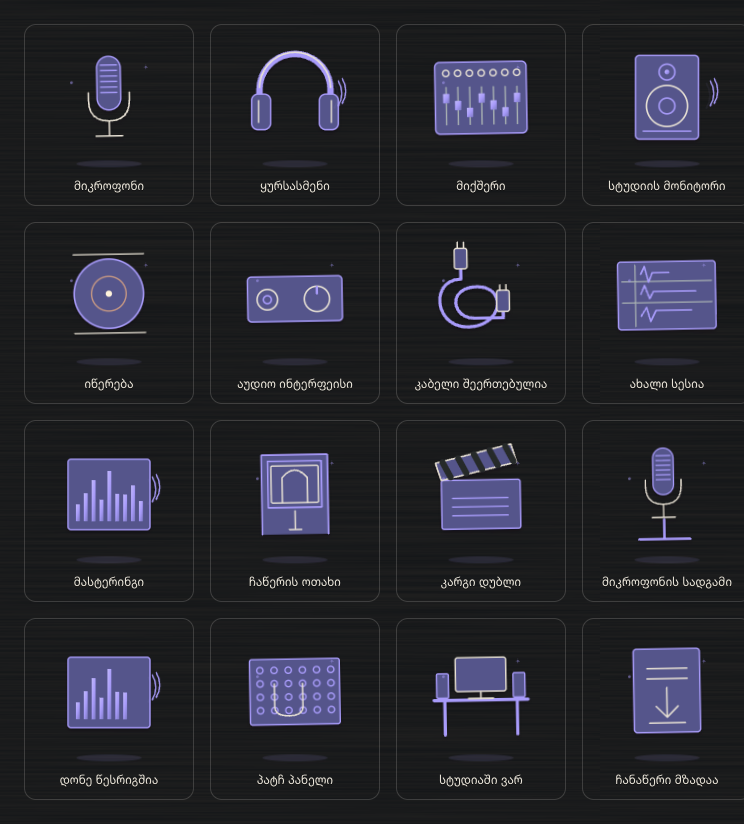 მიკროფონი
ყურსასმენი
მიქშერი
სტუდიის მონიტორი
იწერება
აუდიო ინტერფეისი
კაბელი შეერთებულია
ახალი სესია
მასტერინგი
ჩაწერის ოთახი
კარგი დუბლი
მიკროფონის სადგამი
დონე წესრიგშია
პატჩ პანელი
სტუდიაში ვარ
ჩანაწერი მზადაა